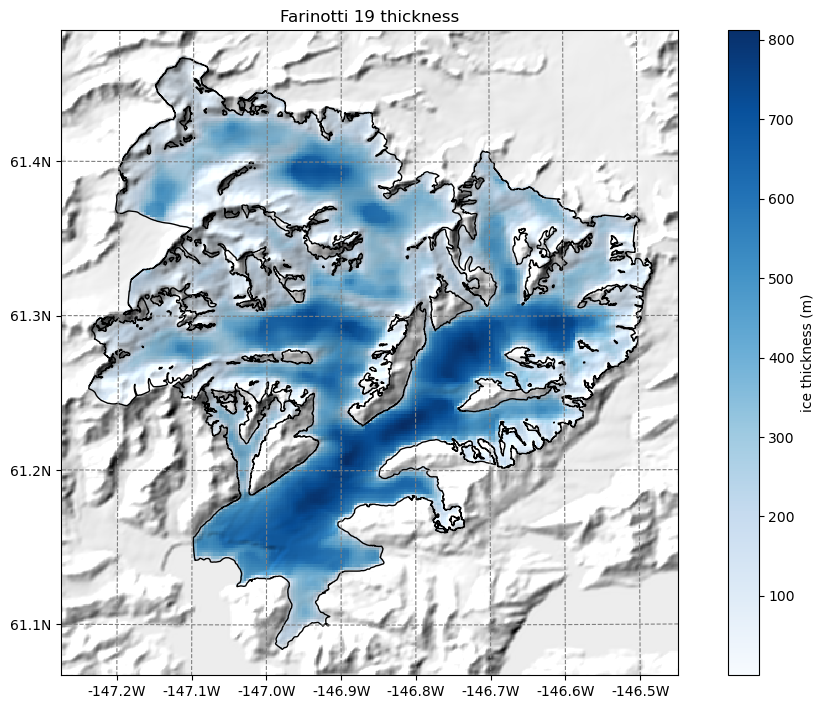 Farinotti 19 thickness
61.4N
61.3N
61.2N
61.1N
-147.2W -147.1W -147.0W -146.9W -146.8W -146.7W -146.6W -146.5W
800
700
600
500
400
300
200
100
ice thickness (m)